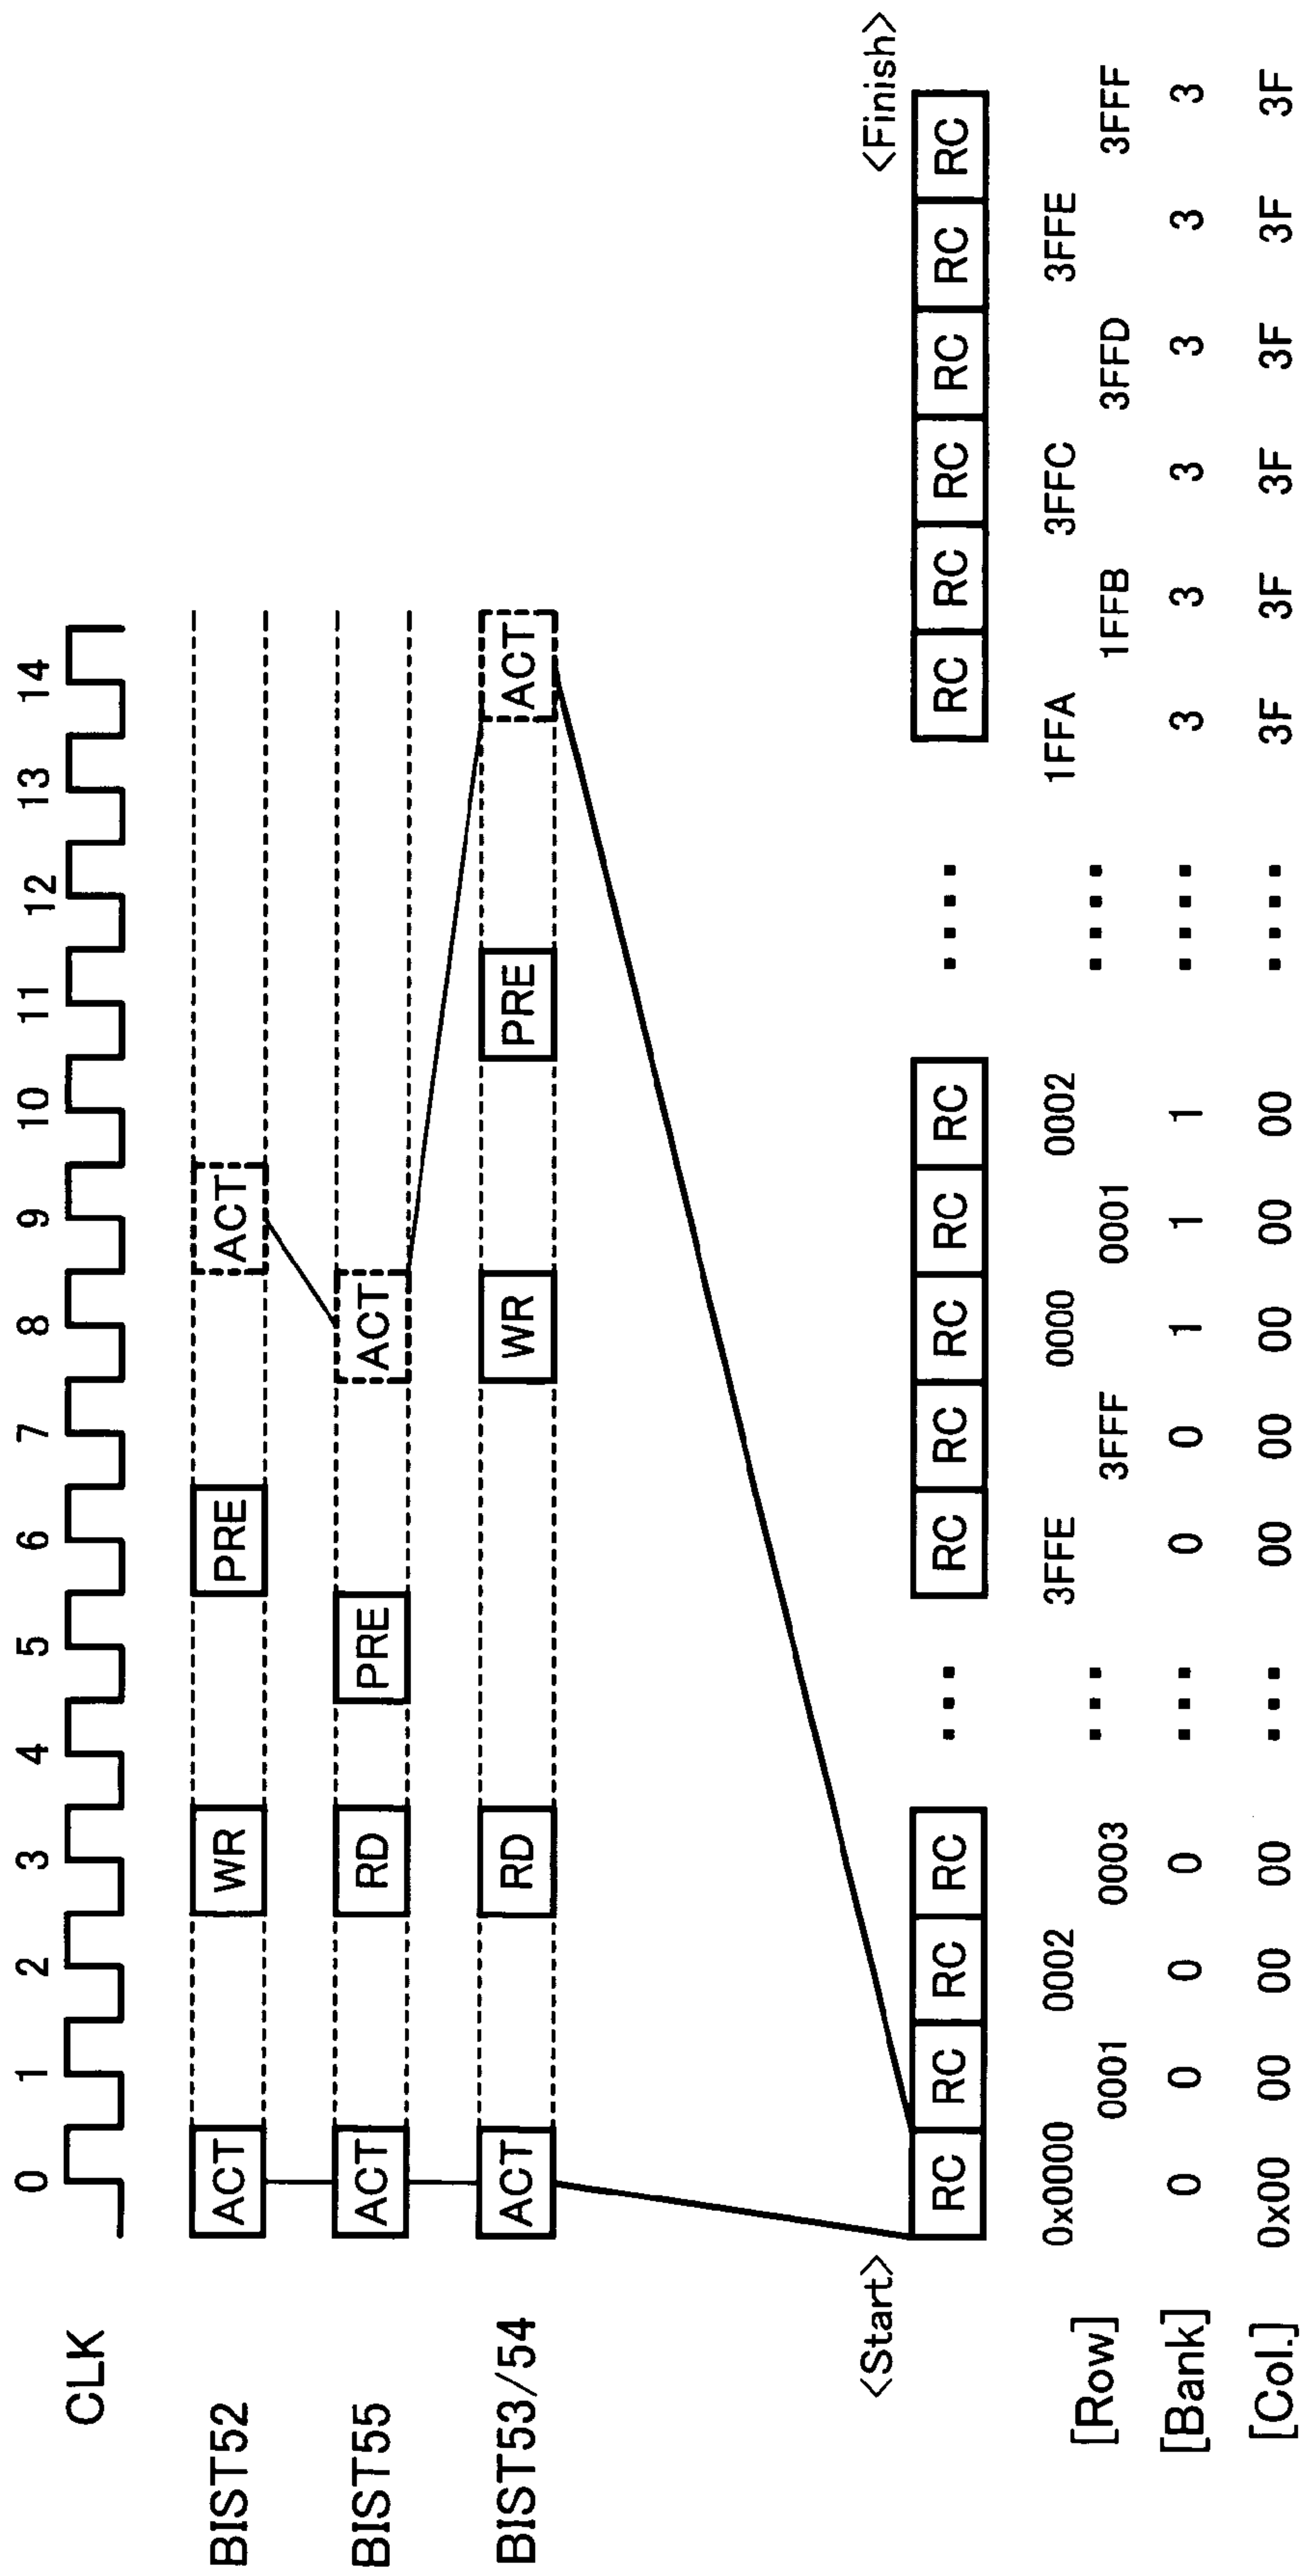 CLK 0 1 2 3 4 5 6 7 8 9 10 11 12 13 14
BIST52 ACT WR PRE ACT
BIST55 ACT RD PRE ACT
BIST53/54 ACT RD WR PRE ACT
<Start> <Finish>
RC RC RC RC ... RC RC RC RC RC .... RC RC RC RC RC RC
[Row] 0x0000 0001 0002 0003 ... 3FFE 3FFF 0000 0001 0002 .... 1FFA 1FFB 3FFC 3FFD 3FFE 3FFF
[Bank] 0 0 0 0 ... 0 0 1 1 1 .... 3 3 3 3 3 3
[Col.] 0x00 00 00 00 ... 00 00 00 00 00 .... 3F 3F 3F 3F 3F 3F